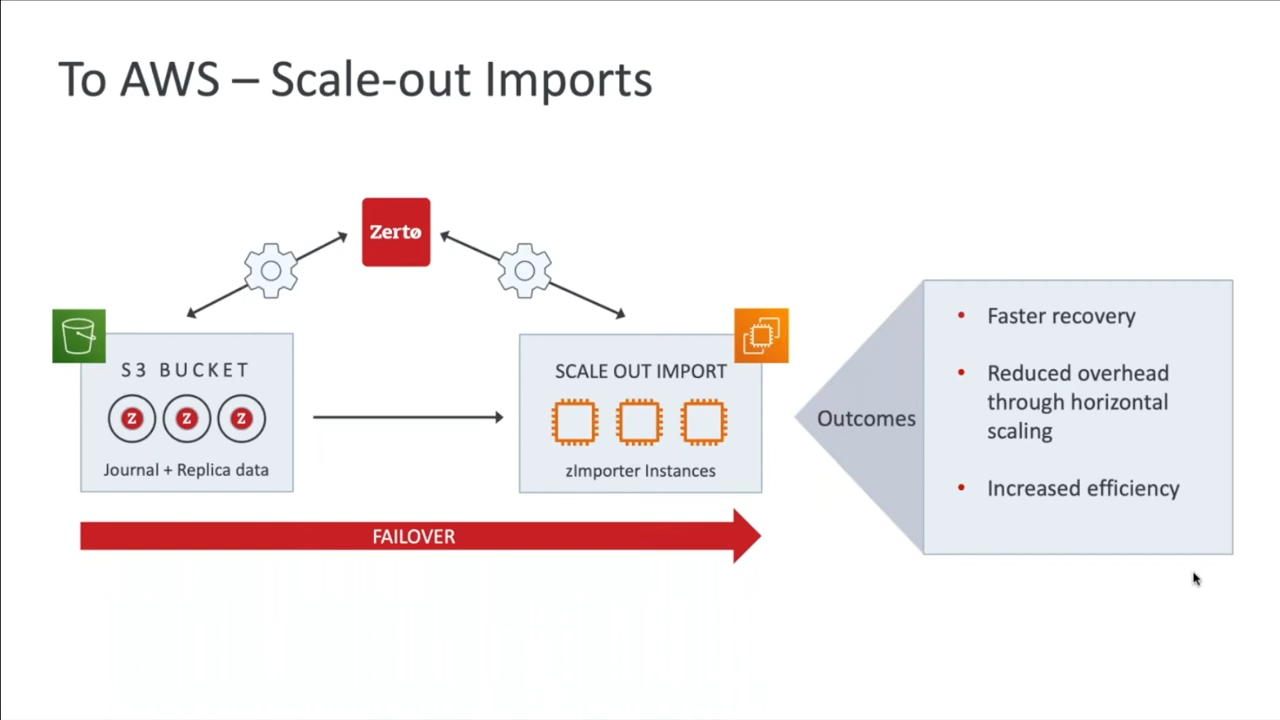 To AWS – Scale-out Imports
Zertø
S3 BUCKET
Z Z Z
Journal + Replica data
SCALE OUT IMPORT
zImporter Instances
FAILOVER
Outcomes
• Faster recovery
• Reduced overhead
through horizontal
scaling
• Increased efficiency